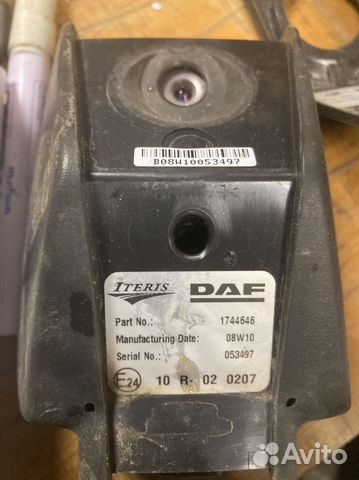 B08W10053497
ITERIS DAF
Part No.: 1744646
Manufacturing Date: 08W10
Serial No.: 053497
E24 10 R- 02 0207
Avito